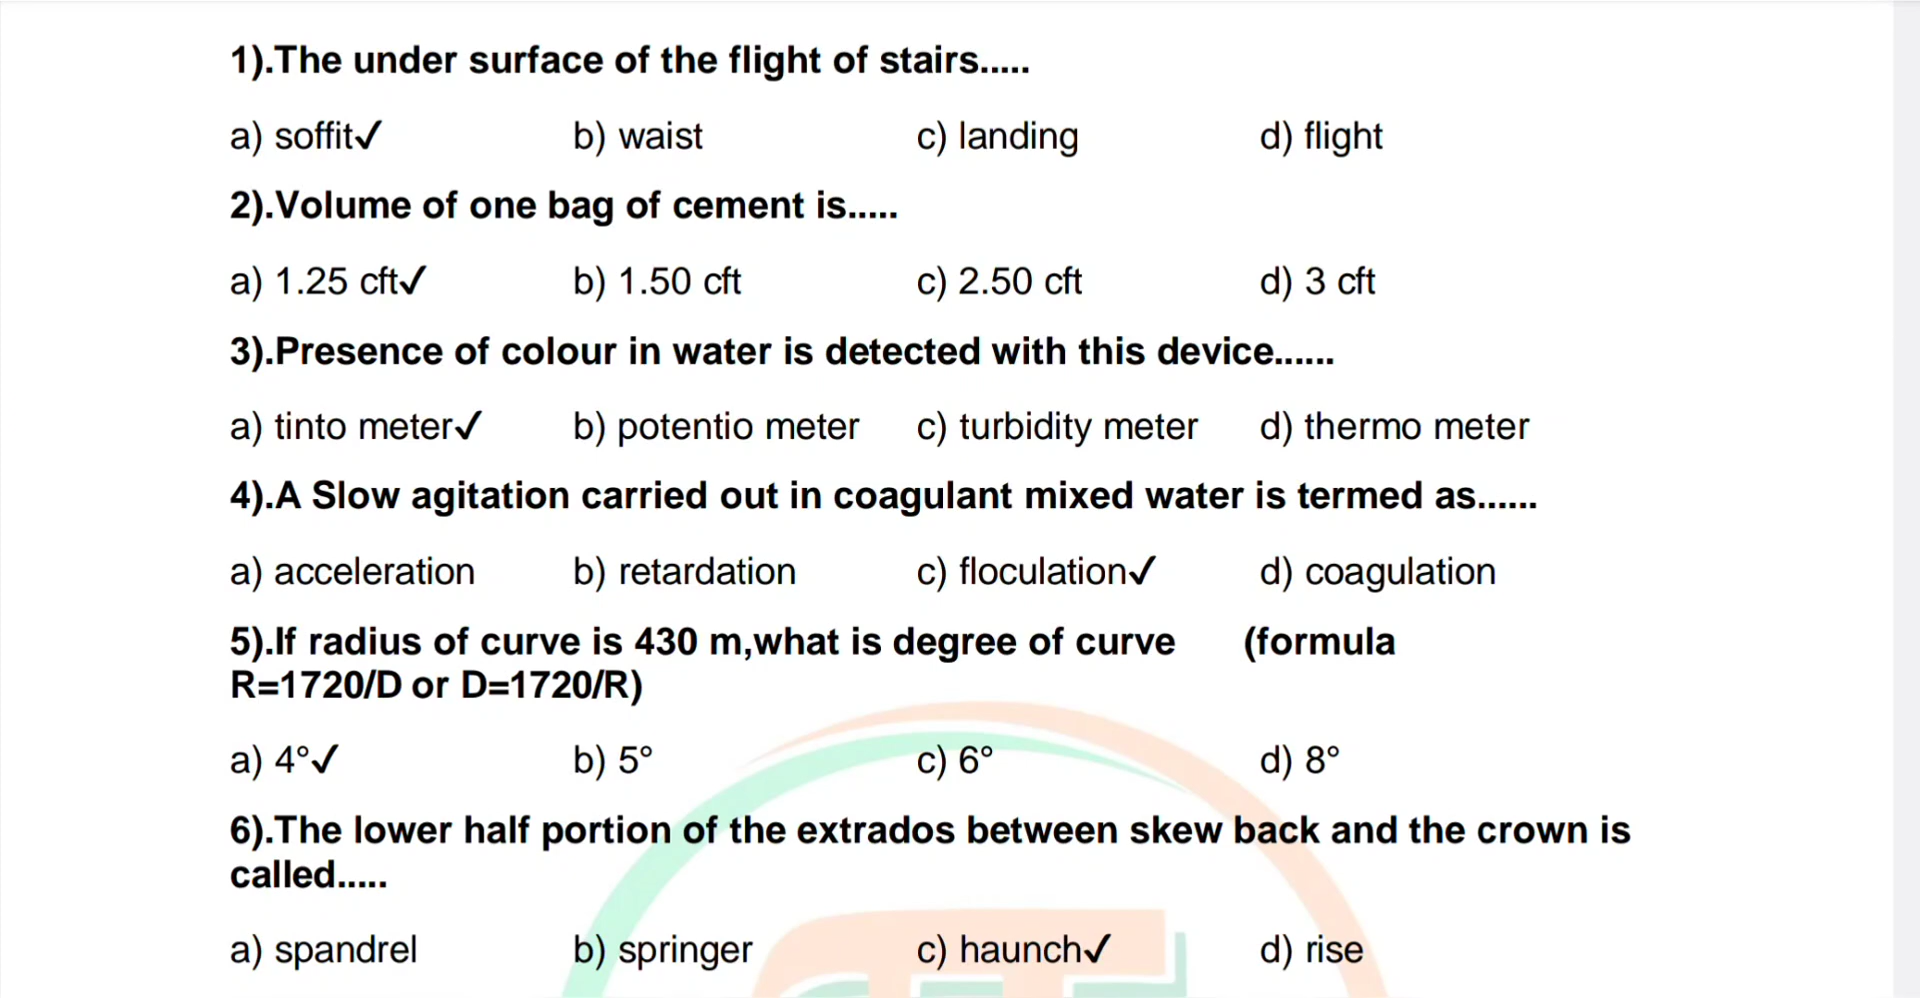 1).The under surface of the flight of stairs.....
a) soffit✓ b) waist c) landing d) flight
2).Volume of one bag of cement is.....
a) 1.25 cft✓ b) 1.50 cft c) 2.50 cft d) 3 cft
3).Presence of colour in water is detected with this device......
a) tinto meter✓ b) potentio meter c) turbidity meter d) thermo meter
4).A Slow agitation carried out in coagulant mixed water is termed as......
a) acceleration b) retardation c) floculation✓ d) coagulation
5).If radius of curve is 430 m,what is degree of curve (formula
R=1720/D or D=1720/R)
a) 4°✓ b) 5° c) 6° d) 8°
6).The lower half portion of the extrados between skew back and the crown is
called.....
a) spandrel b) springer c) haunch✓ d) rise